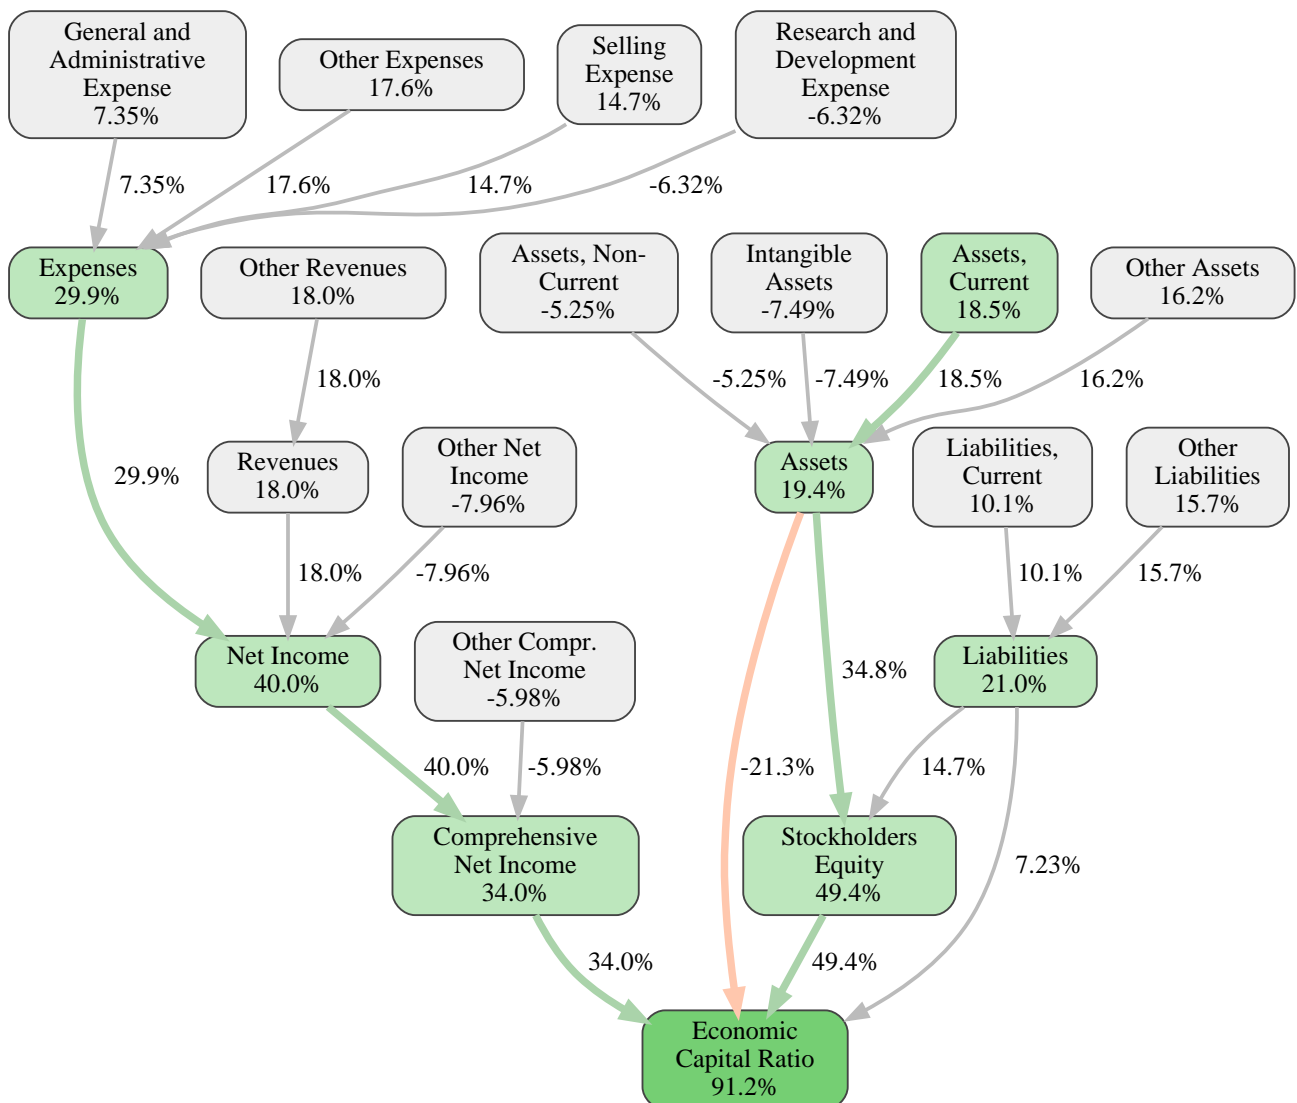 General and
Administrative
Expense
7.35%
Other Expenses
17.6%
Selling
Expense
14.7%
Research and
Development
Expense
-6.32%
7.35%
17.6%
14.7%
-6.32%
Expenses
29.9%
Other Revenues
18.0%
Assets, Non-
Current
-5.25%
Intangible
Assets
-7.49%
Assets,
Current
18.5%
Other Assets
16.2%
18.0%
-5.25%
-7.49%
18.5%
16.2%
29.9%
Revenues
18.0%
Other Net
Income
-7.96%
Assets
19.4%
Liabilities,
Current
10.1%
Other
Liabilities
15.7%
18.0%
-7.96%
10.1%
15.7%
Net Income
40.0%
Other Compr.
Net Income
-5.98%
34.8%
Liabilities
21.0%
40.0%
-5.98%
-21.3%
14.7%
Comprehensive
Net Income
34.0%
Stockholders
Equity
49.4%
7.23%
34.0%
49.4%
Economic
Capital Ratio
91.2%